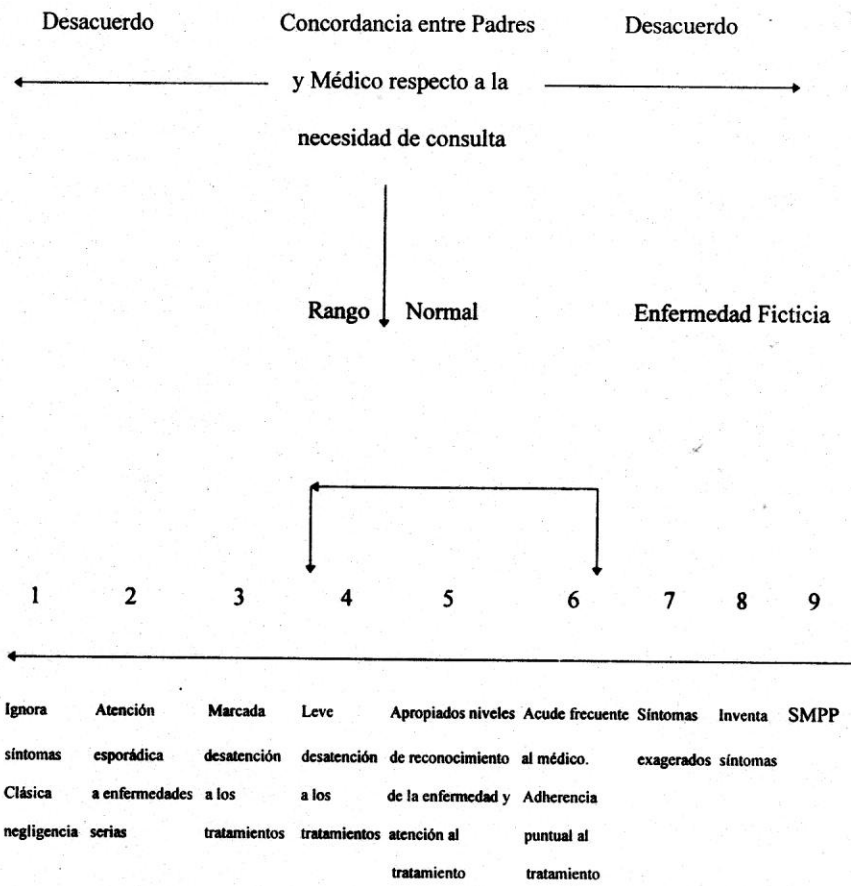 Desacuerdo Concordancia entre Padres Desacuerdo
y Médico respecto a la
necesidad de consulta
Rango Normal Enfermedad Ficticia
1 2 3 4 5 6 7 8 9
Ignora Atención Marcada Leve Apropiados niveles Acude frecuente Síntomas Inventa SMPP
síntomas esporádica desatención desatención de reconocimiento al médico. exagerados síntomas
Clásica a enfermedades a los a los de la enfermedad y Adherencia
negligencia serias tratamientos tratamientos atención al puntual al
tratamiento tratamiento